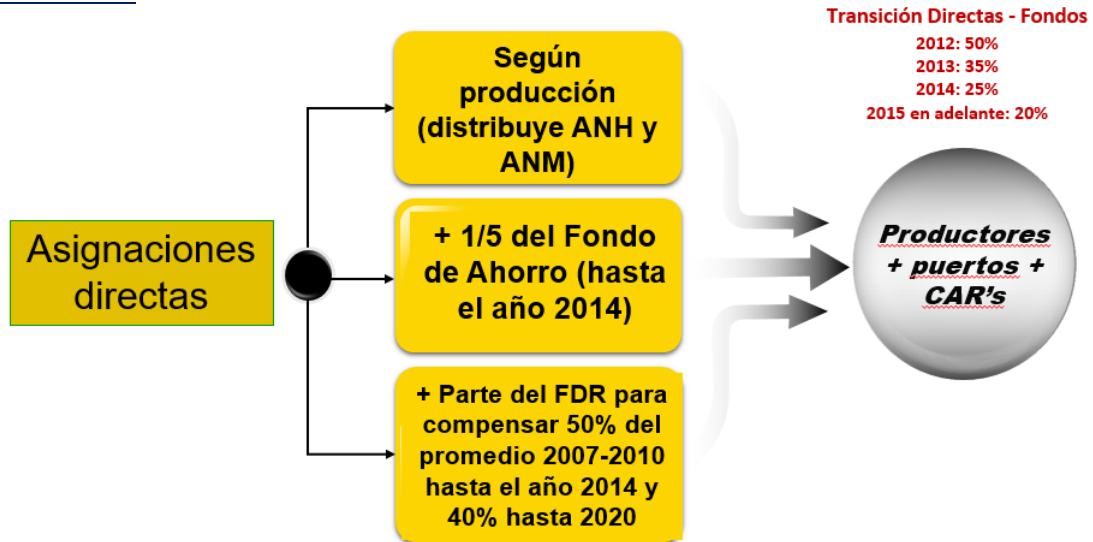 Transición Directas - Fondos
2012: 50%
2013: 35%
2014: 25%
2015 en adelante: 20%
Asignaciones
directas
Según
producción
(distribuye ANH y
ANM)
+ 1/5 del Fondo
de Ahorro (hasta
el año 2014)
+ Parte del FDR para
compensar 50% del
promedio 2007-2010
hasta el año 2014 y
40% hasta 2020
Productores
+ puertos +
CAR’s